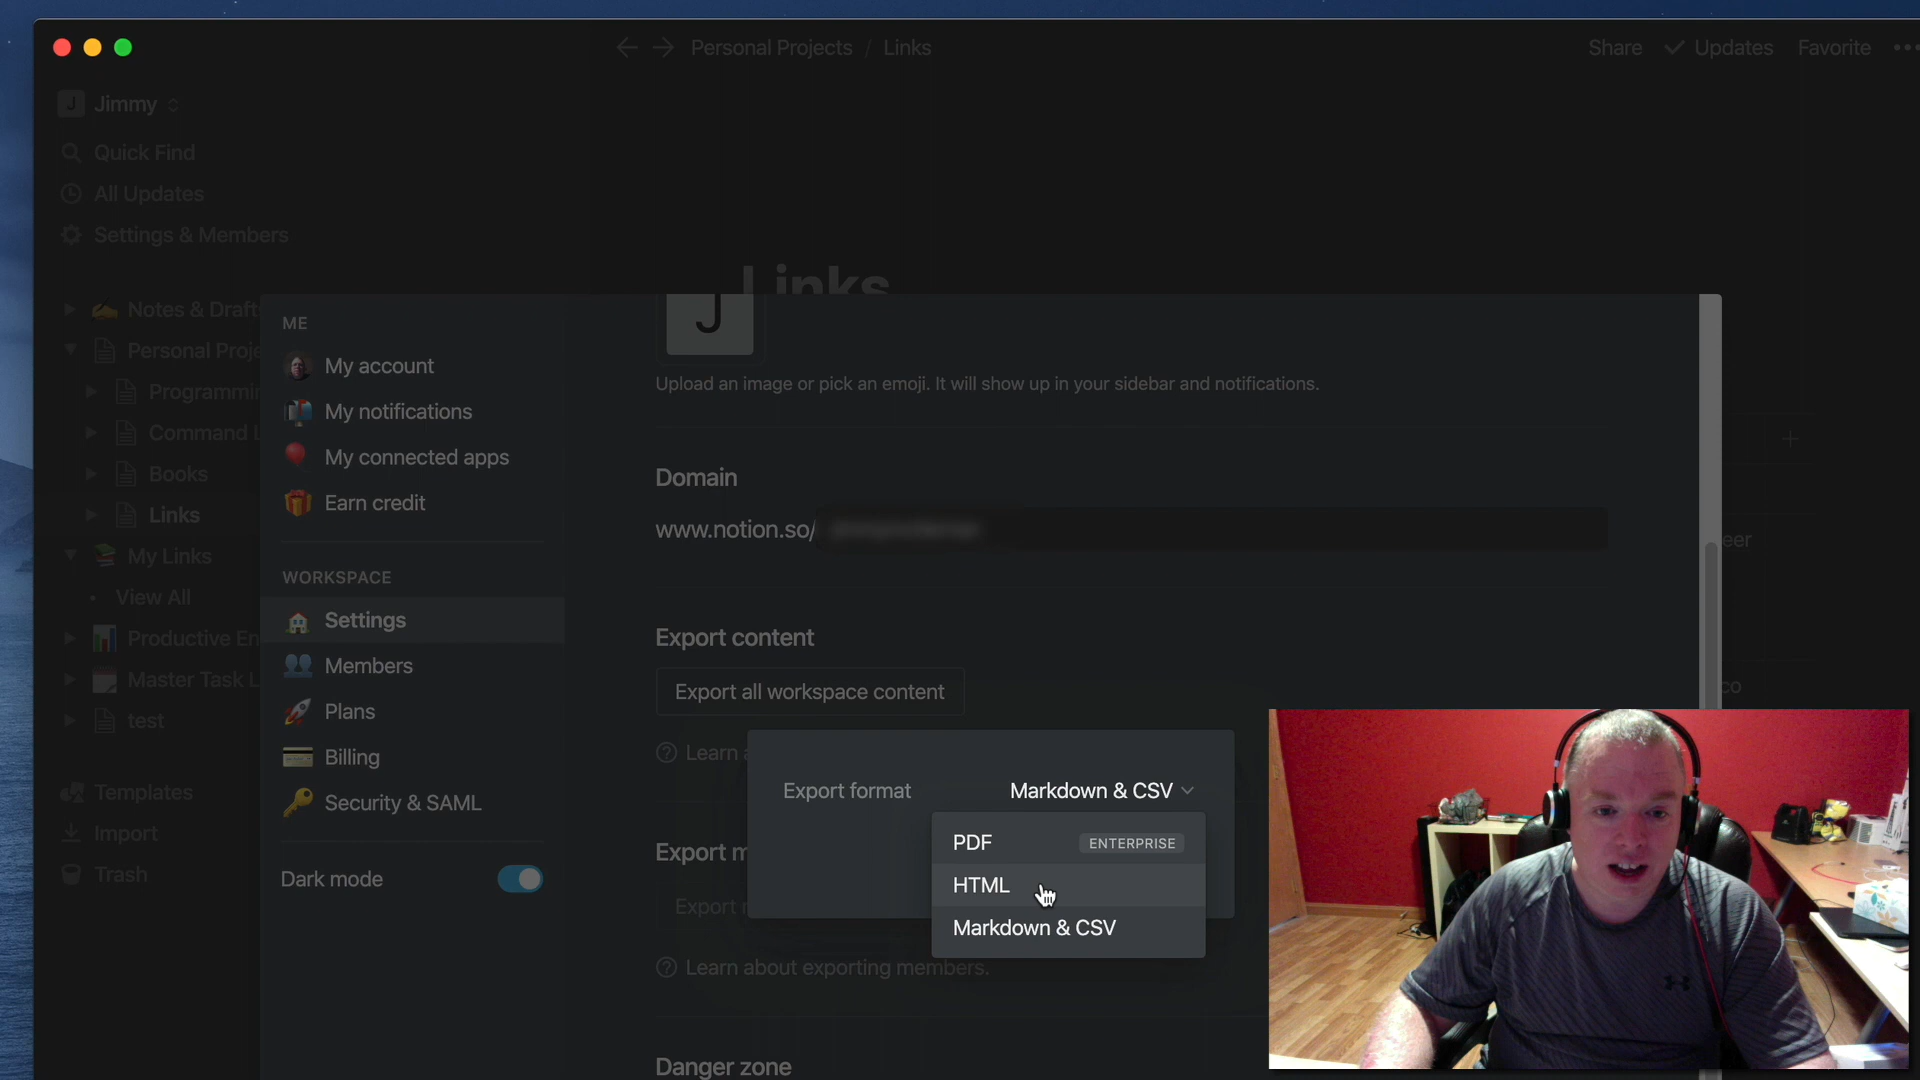 Personal Projects / Links
Share
Updates
Favorite
J Jimmy
Quick Find
All Updates
Settings & Members
Notes & Draft
Personal Proje
Programmin
Command L
Books
Links
My Links
View All
Productive En
Master Task L
test
Templates
Import
Trash
Links
ME
My account
My notifications
My connected apps
Earn credit
WORKSPACE
Settings
Members
Plans
Billing
Security & SAML
Dark mode
J
Upload an image or pick an emoji. It will show up in your sidebar and notifications.
Domain
www.notion.so/
Export content
Export all workspace content
Learn a
Export format
Markdown & CSV
PDF
ENTERPRISE
HTML
Markdown & CSV
Export m
Export
Learn about exporting members.
Danger zone
eer
co